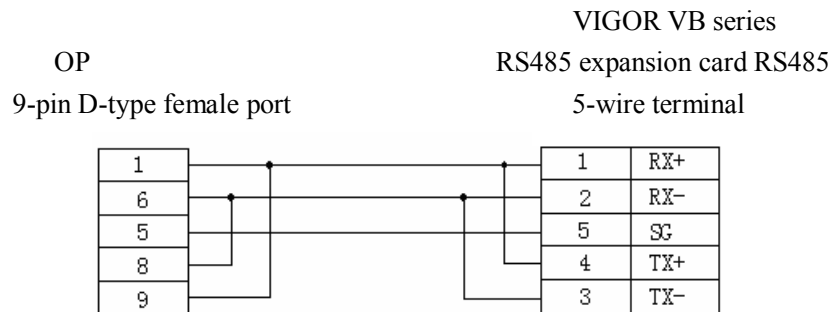 VIGOR VB series
OP RS485 expansion card RS485
9-pin D-type female port 5-wire terminal
1 1 RX+
6 2 RX-
5 5 SG
8 4 TX+
9 3 TX-